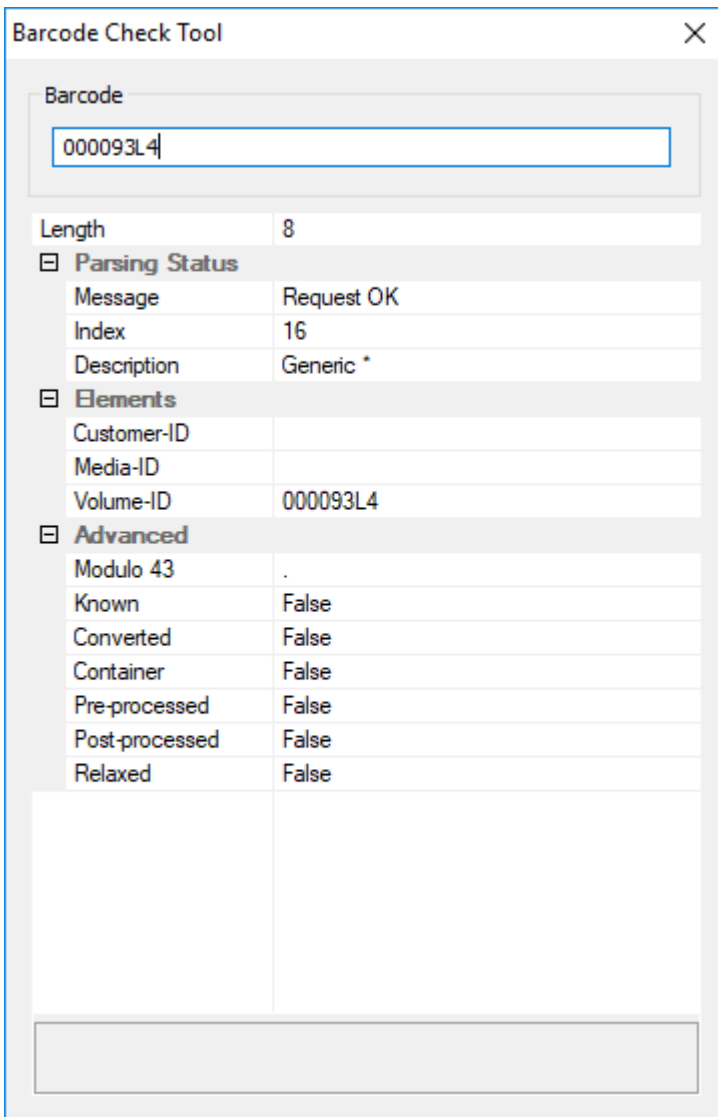 Barcode Check Tool
Barcode
000093L4
Length 8
Parsing Status
Message Request OK
Index 16
Description Generic *
Elements
Customer-ID
Media-ID
Volume-ID 000093L4
Advanced
Modulo 43 .
Known False
Converted False
Container False
Pre-processed False
Post-processed False
Relaxed False